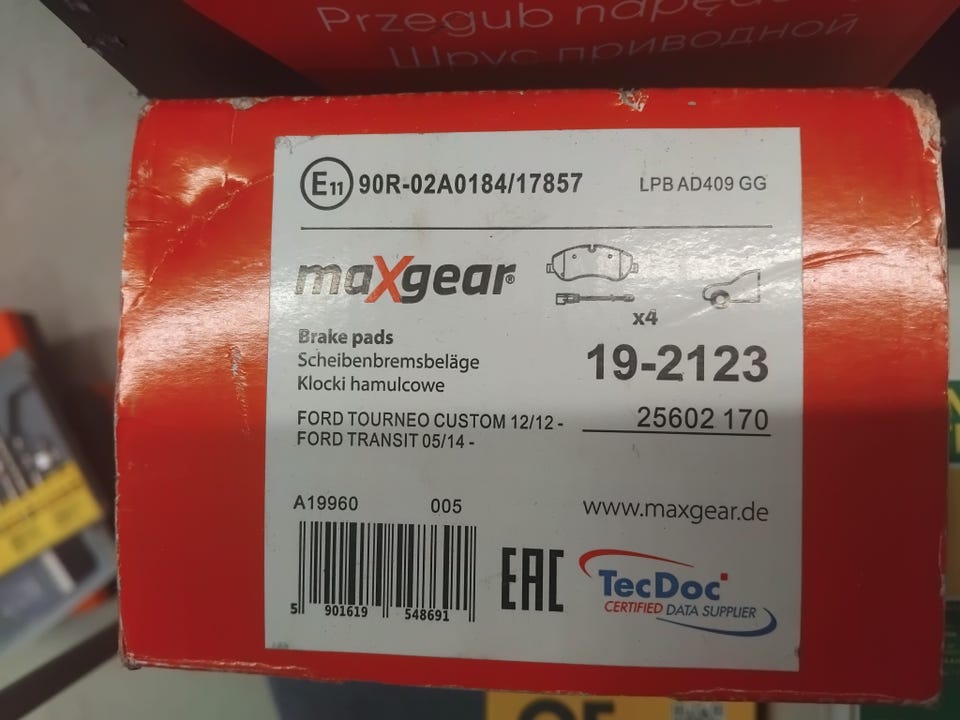 Przegub napęd
Шрус приводной
E11 90R-02A0184/17857
LPB AD409 GG
maXgear®
x4
Brake pads
Scheibenbremsbeläge
Klocki hamulcowe
19-2123
25602 170
FORD TOURNEO CUSTOM 12/12 -
FORD TRANSIT 05/14 -
A19960 005
www.maxgear.de
5 901619 548691
EAC
TecDoc
CERTIFIED DATA SUPPLIER